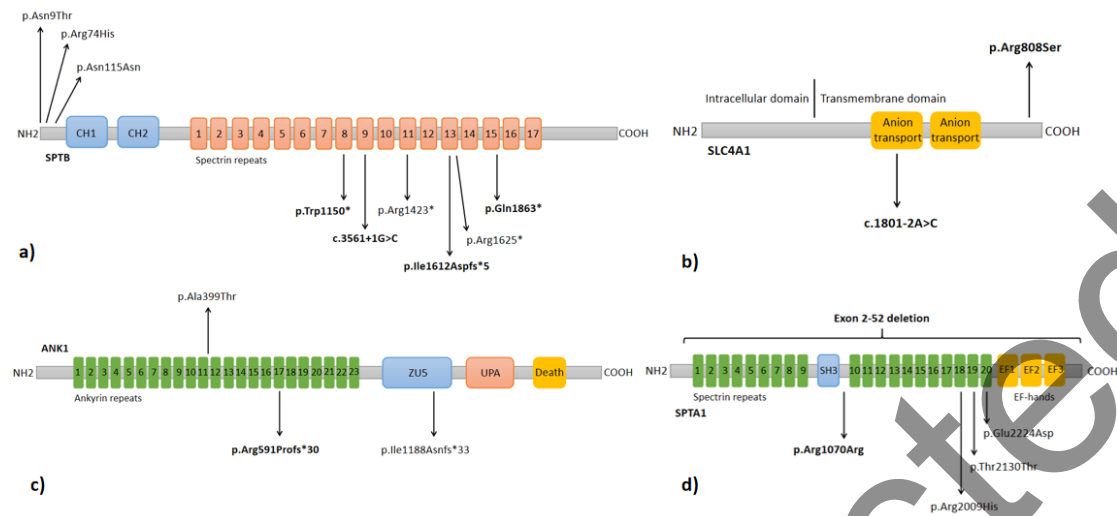 p.Asn9Thr
p.Arg74His
p.Asn115Asn
NH2
CH1
CH2
1 2 3 4 5 6 7 8 9 10 11 12 13 14 15 16 17
COOH
SPTB
Spectrin repeats
p.Trp1150*
p.Arg1423*
p.Gln1863*
c.3561+1G>C
p.Arg1625*
p.Ile1612Aspfs*5
a)
p.Arg808Ser
Intracellular domain
Transmembrane domain
NH2
Anion
transport
Anion
transport
COOH
SLC4A1
c.1801-2A>C
b)
p.Ala399Thr
ANK1
NH2
1 2 3 4 5 6 7 8 9 10 11 12 13 14 15 16 17 18 19 20 21 22 23
ZU5
UPA
Death
COOH
Ankyrin repeats
p.Arg591Profs*30
p.Ile1188Asnfs*33
c)
Exon 2-52 deletion
NH2
1 2 3 4 5 6 7 8 9
SH3
10 11 12 13 14 15 16 17 18 19 20
EF1 EF2 EF3
COOH
Spectrin repeats
EF-hands
SPTA1
p.Glu2224Asp
p.Arg1070Arg
p.Thr2130Thr
p.Arg2009His
d)